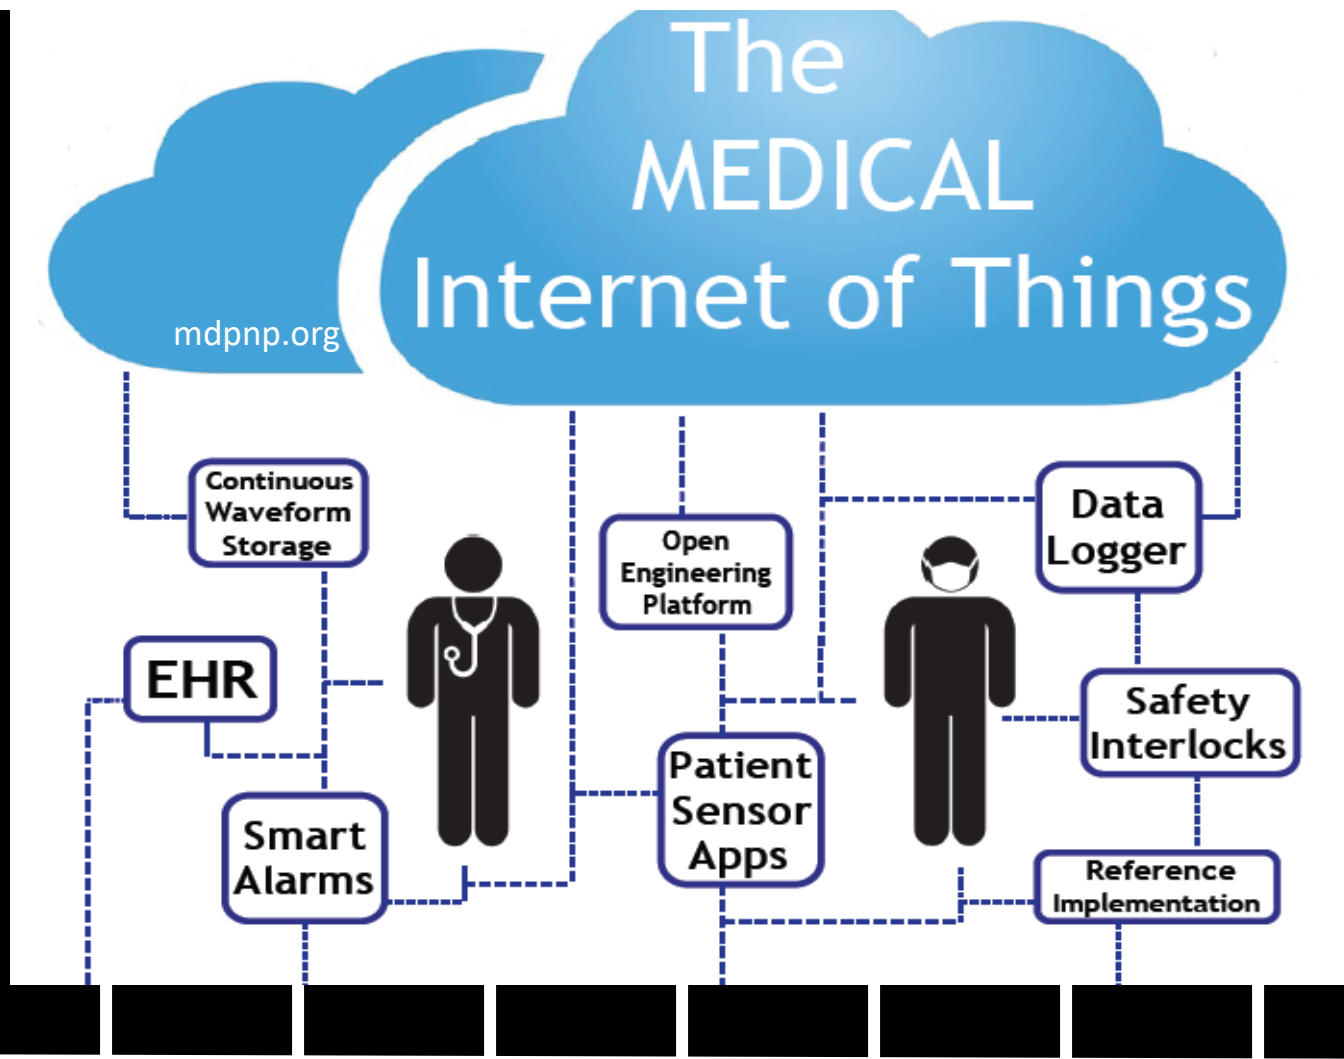 The
MEDICAL
Internet of Things
mdpnp.org
Continuous
Waveform
Storage
Data
Logger
Open
Engineering
Platform
EHR
Safety
Interlocks
Patient
Sensor
Apps
Smart
Alarms
Reference
Implementation